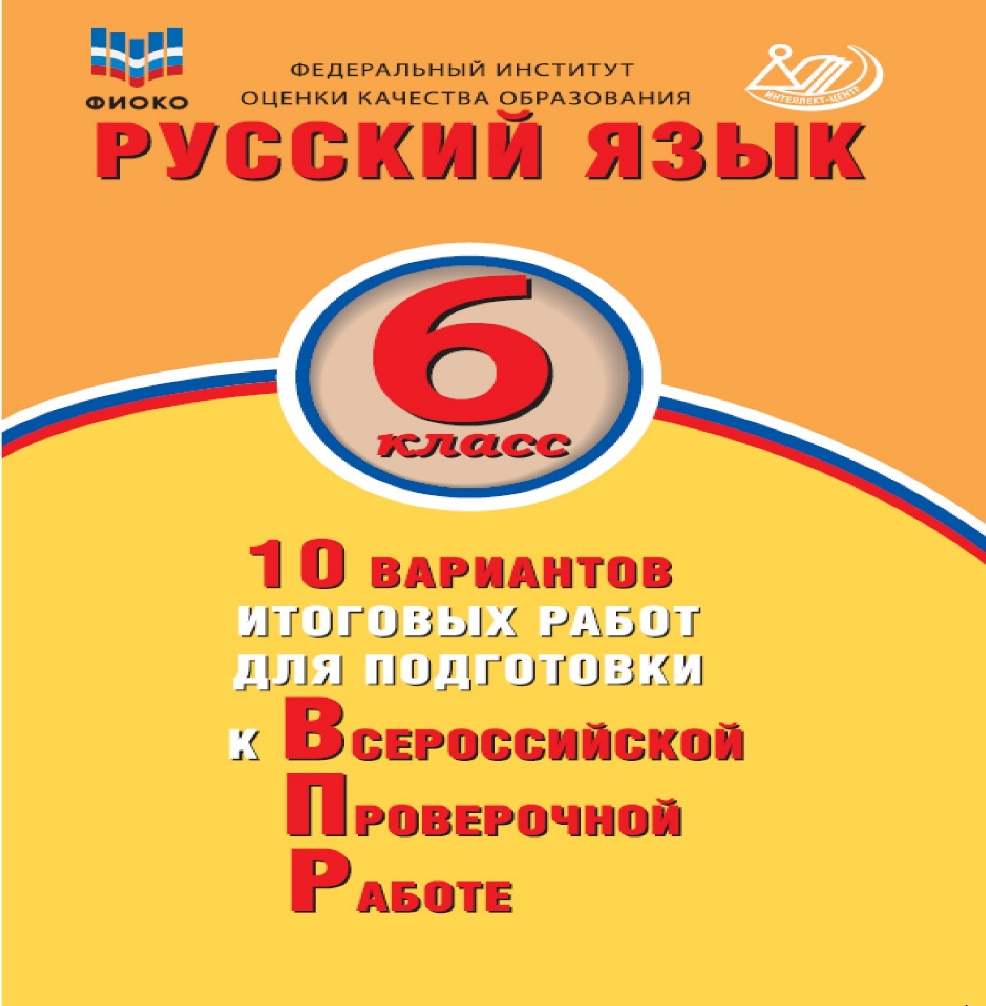 ФИОКО
ФЕДЕРАЛЬНЫЙ ИНСТИТУТ
ОЦЕНКИ КАЧЕСТВА ОБРАЗОВАНИЯ
ИНТЕЛЛЕКТ-ЦЕНТР
РУССКИЙ ЯЗЫК
6
класс
10 ВАРИАНТОВ
ИТОГОВЫХ РАБОТ
ДЛЯ ПОДГОТОВКИ
К ВСЕРОССИЙСКОЙ
ПРОВЕРОЧНОЙ
РАБОТЕ